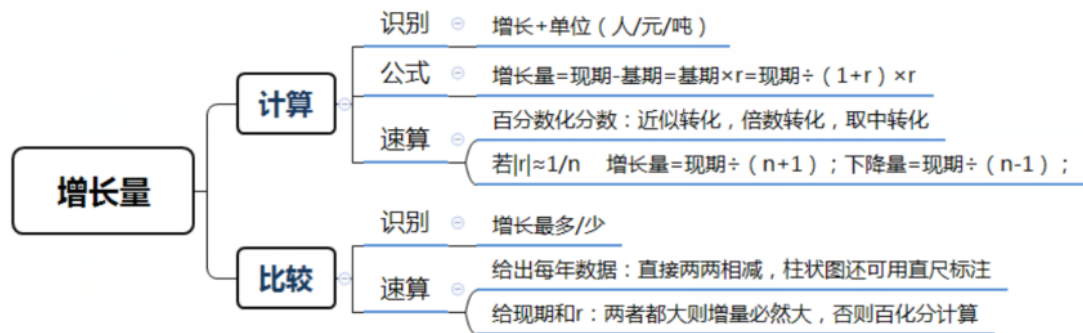 增长量
计算
识别
增长+单位（人/元/吨）
公式
增长量=现期-基期=基期×r=现期÷（1+r）×r
速算
百分数化分数：近似转化，倍数转化，取中转化
若|r|≈1/n 增长量=现期÷（n+1）；下降量=现期÷（n-1）；
比较
识别
增长最多/少
速算
给出每年数据：直接两两相减，柱状图还可用直尺标注
给现期和r：两者都大则增量必然大，否则百化分计算